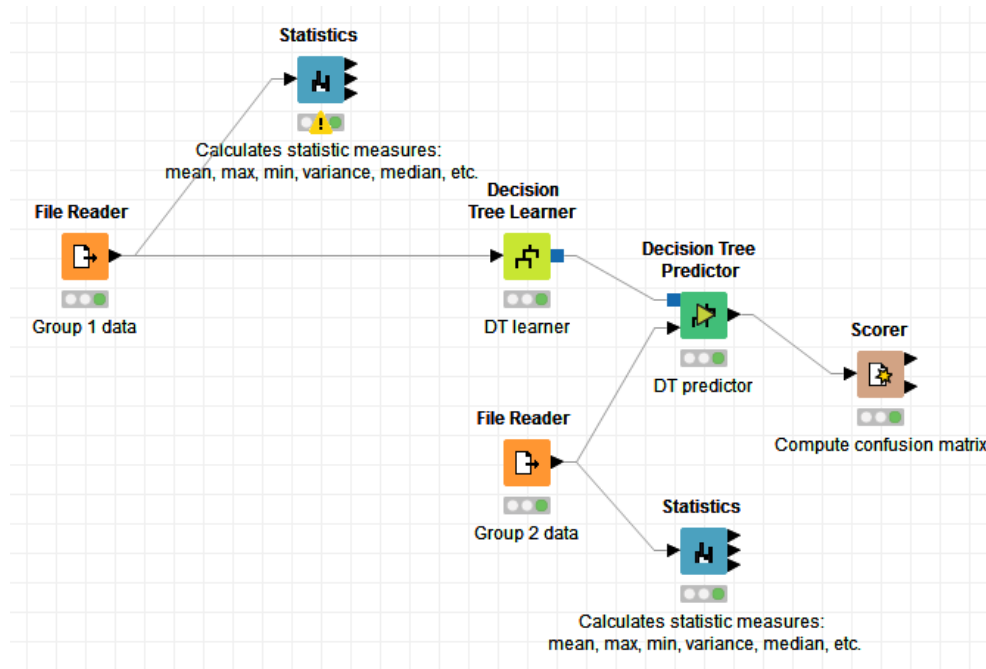 Statistics
Calculates statistic measures:
mean, max, min, variance, median, etc.
File Reader
Group 1 data
Decision
Tree Learner
DT learner
Decision Tree
Predictor
DT predictor
Scorer
Compute confusion matrix
File Reader
Group 2 data
Statistics
Calculates statistic measures:
mean, max, min, variance, median, etc.